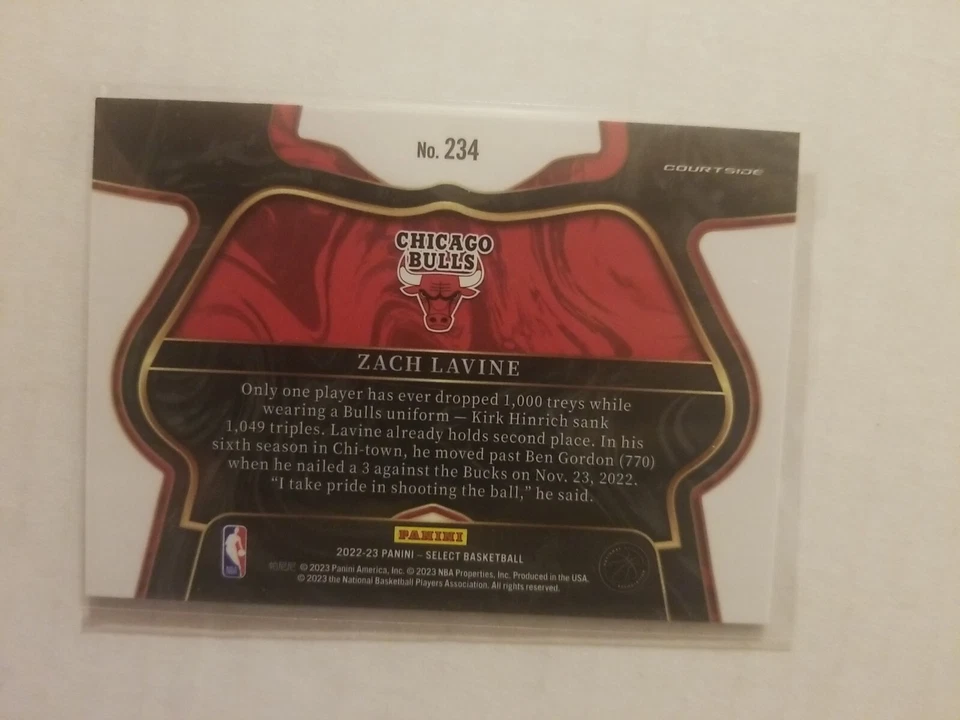 No. 234
COURTSIDE
CHICAGO
BULLS
ZACH LAVINE
Only one player has ever dropped 1,000 treys while
wearing a Bulls uniform — Kirk Hinrich sank
1,049 triples. Lavine already holds second place. In his
sixth season in Chi-town, he moved past Ben Gordon (770)
when he nailed a 3 against the Bucks on Nov. 23, 2022.
“I take pride in shooting the ball,” he said.
PANINI
2022-23 PANINI – SELECT BASKETBALL
© 2023 Panini America, Inc. © 2023 NBA Properties, Inc. Produced in the USA.
© 2023 the National Basketball Players Association. All rights reserved.
NBA